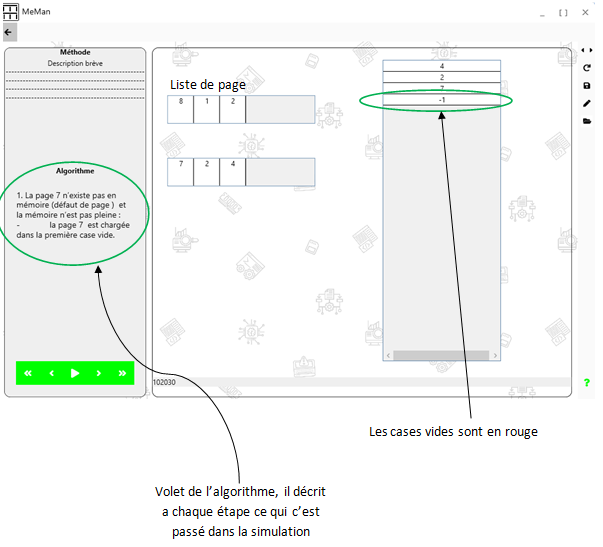 MeMan
Méthode
Description brève
Algorithme
1. La page 7 n'existe pas en
mémoire (défaut de page ) et
la mémoire n'est pas pleine :
- la page 7 est chargée
dans la première case vide.
Liste de page
8 1 2
7 2 4
4
2
7
-1
102030
?
Les cases vides sont en rouge
Volet de l'algorithme, il décrit
a chaque étape ce qui c'est
passé dans la simulation